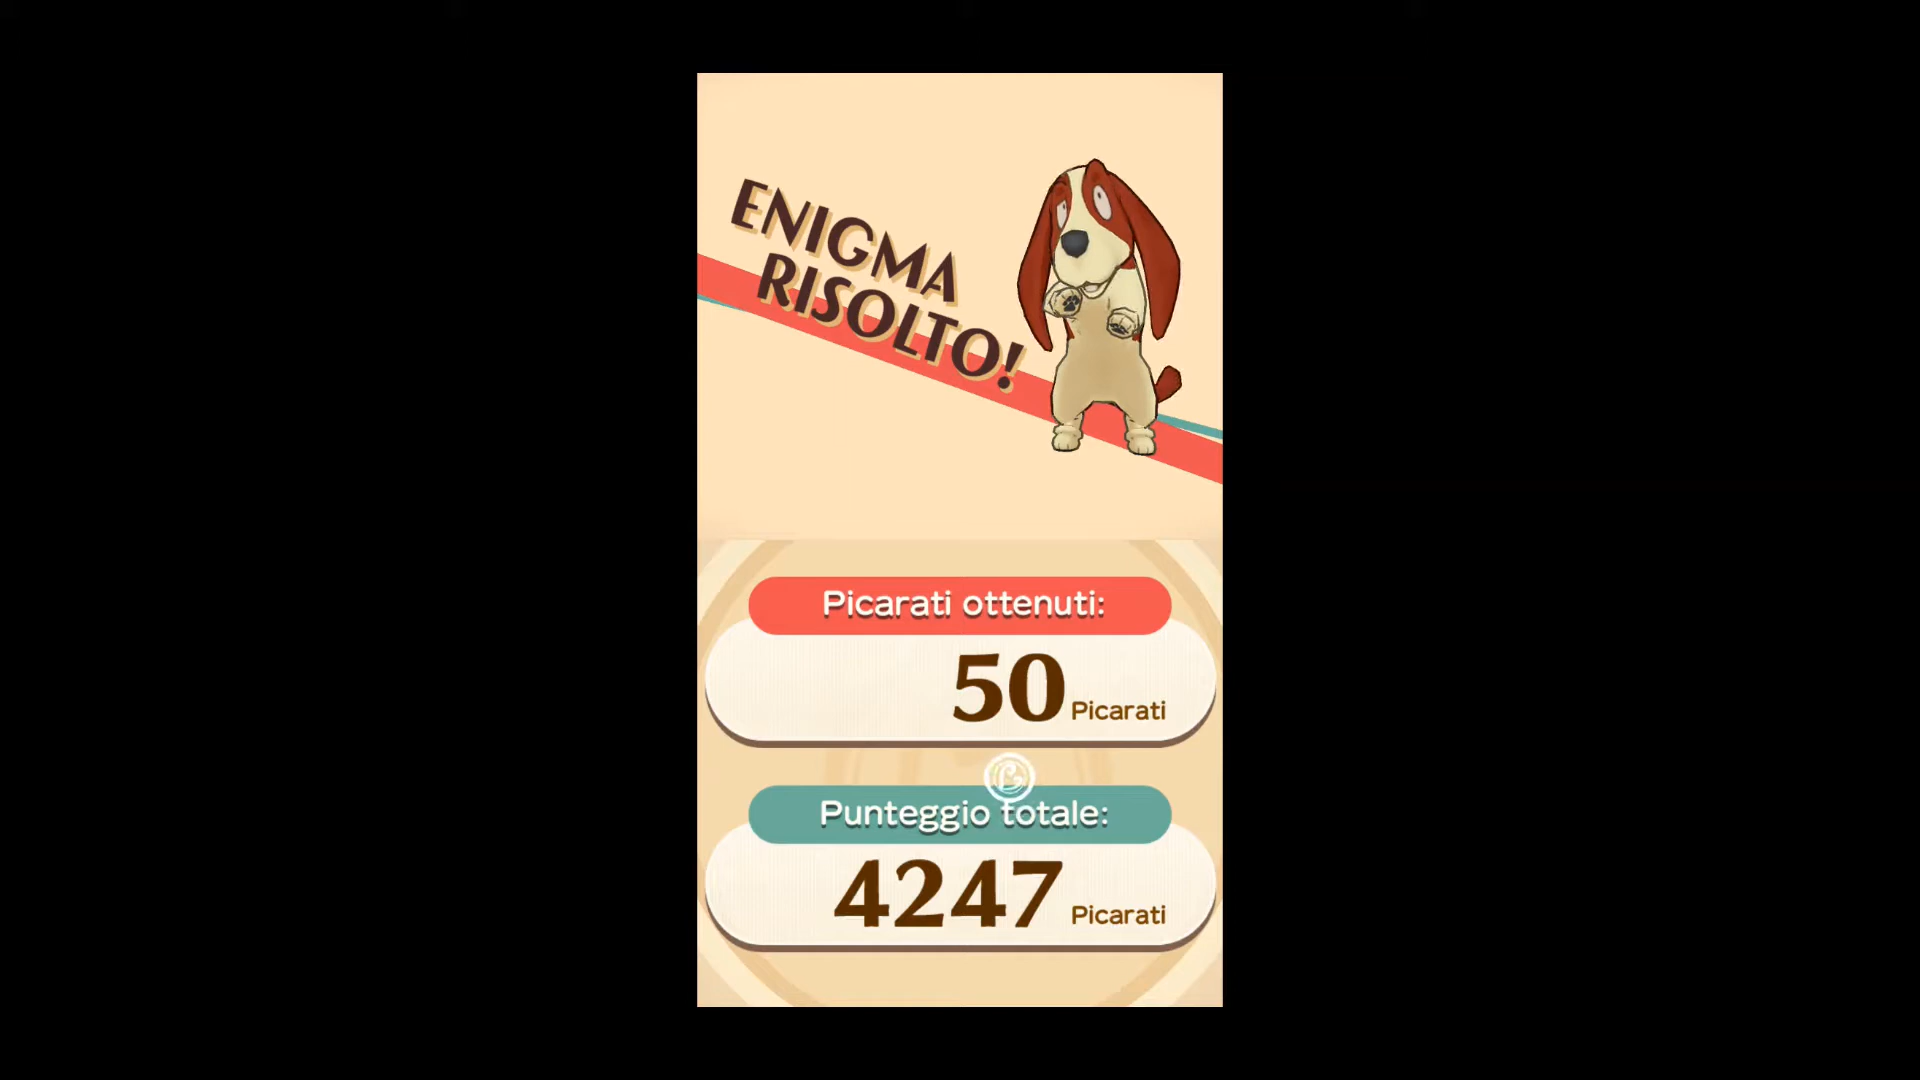 ENIGMA
RISOLTO!
Picarati ottenuti:
50 Picarati
Punteggio totale:
4247 Picarati